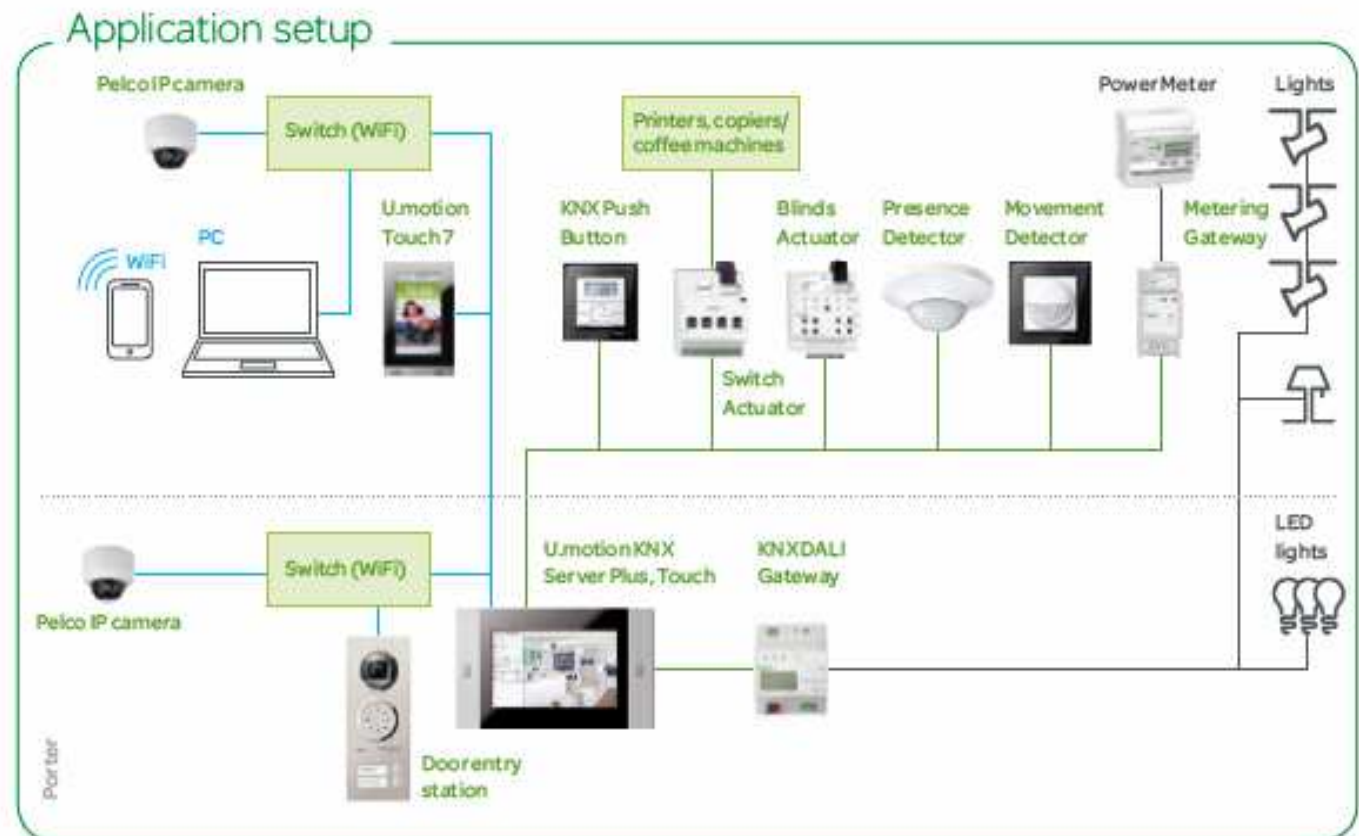 Application setup
Pelco IP camera
Switch (WiFi)
Printers, copiers/
coffee machines
Power Meter
Lights
PC
WiFi
U.motion
Touch 7
KNX Push
Button
Switch
Actuator
Blinds
Actuator
Presence
Detector
Movement
Detector
Metering
Gateway
Pelco IP camera
Switch (WiFi)
U.motion KNX
Server Plus, Touch
KNX DALI
Gateway
LED
lights
Door entry
station
Porter